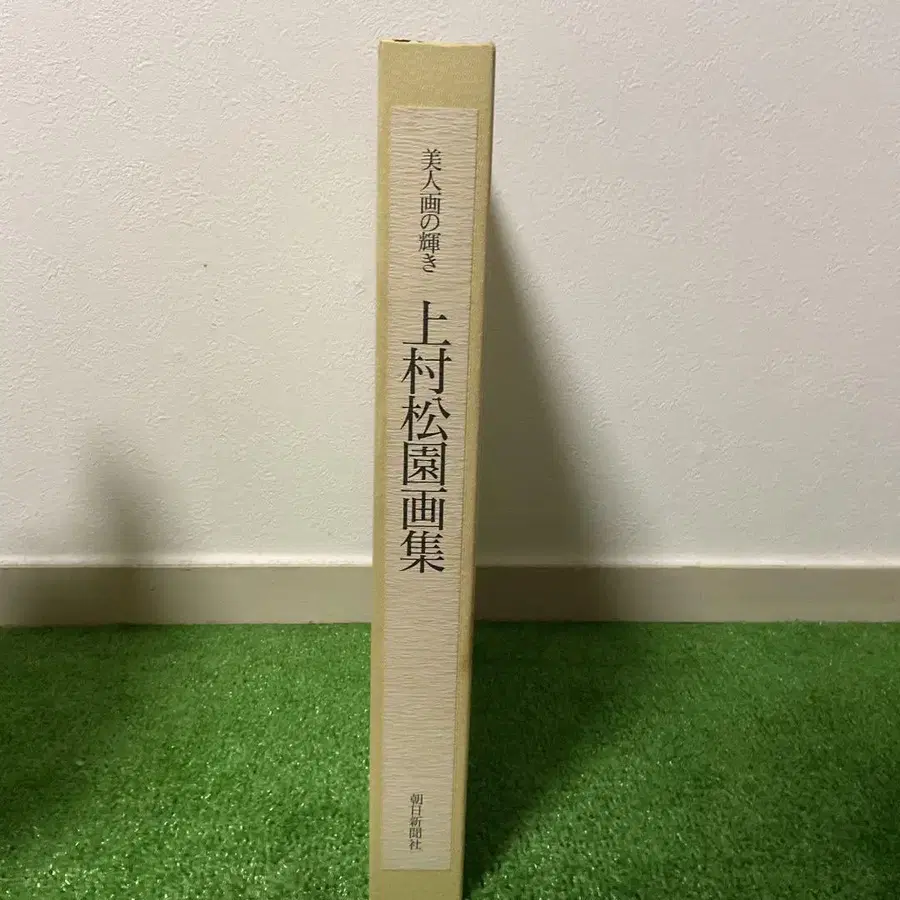 美人画の輝き
上村松園画集
朝日新聞社